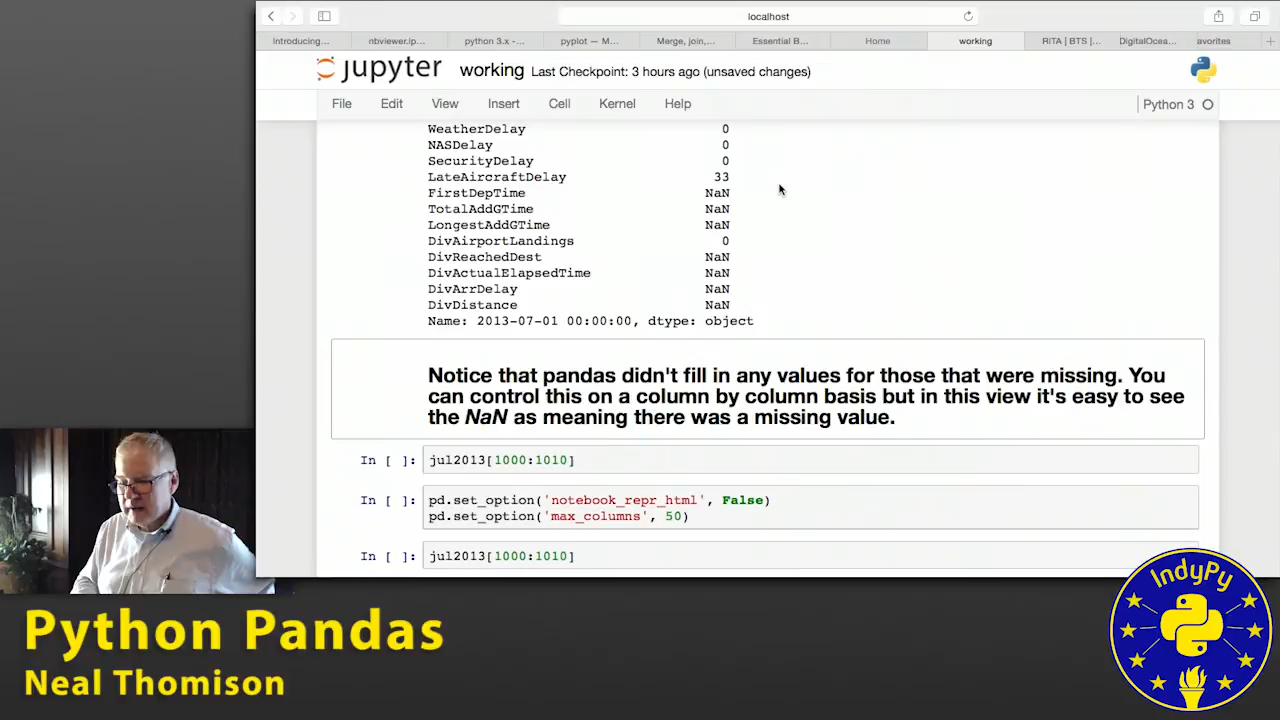 localhost
Introducing...
nbviewer.ip...
python 3.x -...
pyplot — M...
Merge, join,...
Essential B...
Home
working
RITA | BTS |...
DigitalOcea...
avorites
jupyter working Last Checkpoint: 3 hours ago (unsaved changes)
File Edit View Insert Cell Kernel Help Python 3
WeatherDelay 0
NASDelay 0
SecurityDelay 0
LateAircraftDelay 33
FirstDepTime NaN
TotalAddGTime NaN
LongestAddGTime NaN
DivAirportLandings 0
DivReachedDest NaN
DivActualElapsedTime NaN
DivArrDelay NaN
DivDistance NaN
Name: 2013-07-01 00:00:00, dtype: object
Notice that pandas didn't fill in any values for those that were missing. You
can control this on a column by column basis but in this view it's easy to see
the NaN as meaning there was a missing value.
In [ ]: jul2013[1000:1010]
In [ ]: pd.set_option('notebook_repr_html', False)
pd.set_option('max_columns', 50)
In [ ]: jul2013[1000:1010]
IndyPy
Python Pandas
Neal Thomison